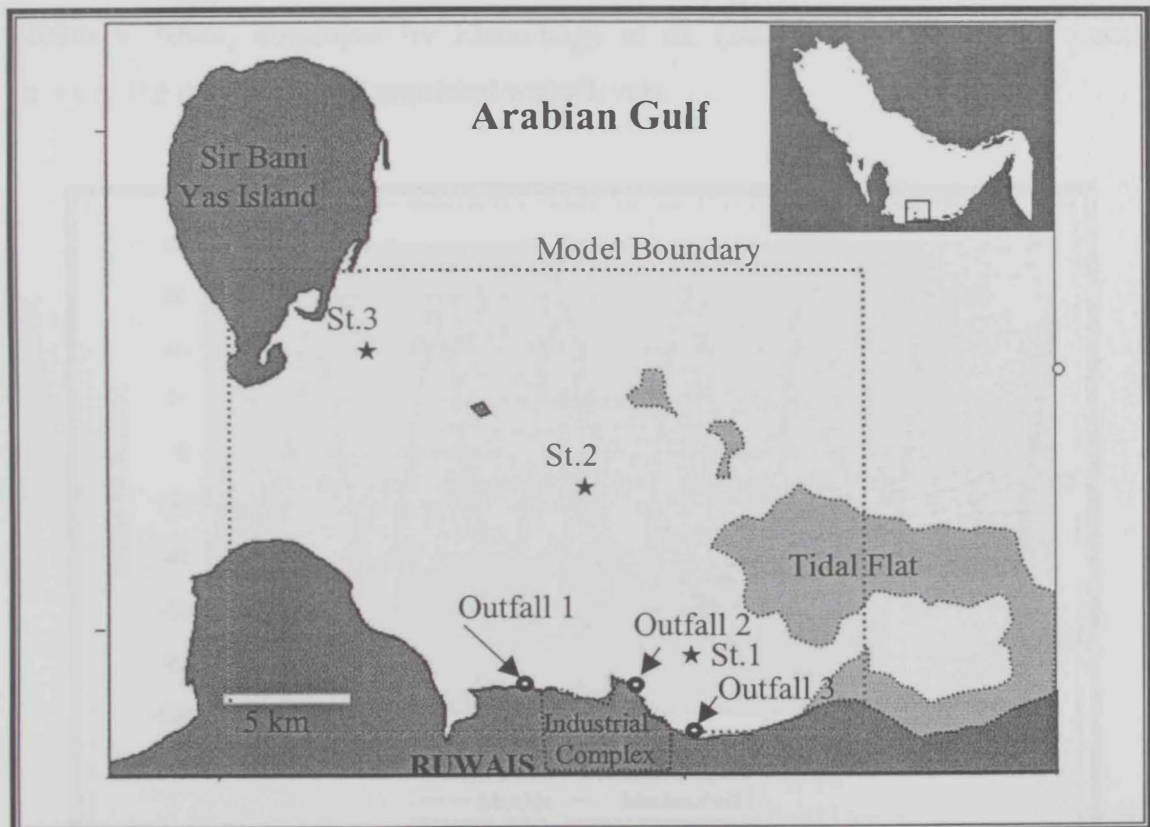 Arabian Gulf
Sir Bani
Yas Island
Model Boundary
St.3
St.2
Tidal Flat
Outfall 1
Outfall 2
St.1
Outfall 3
5 km
Industrial
Complex
RUWAIS